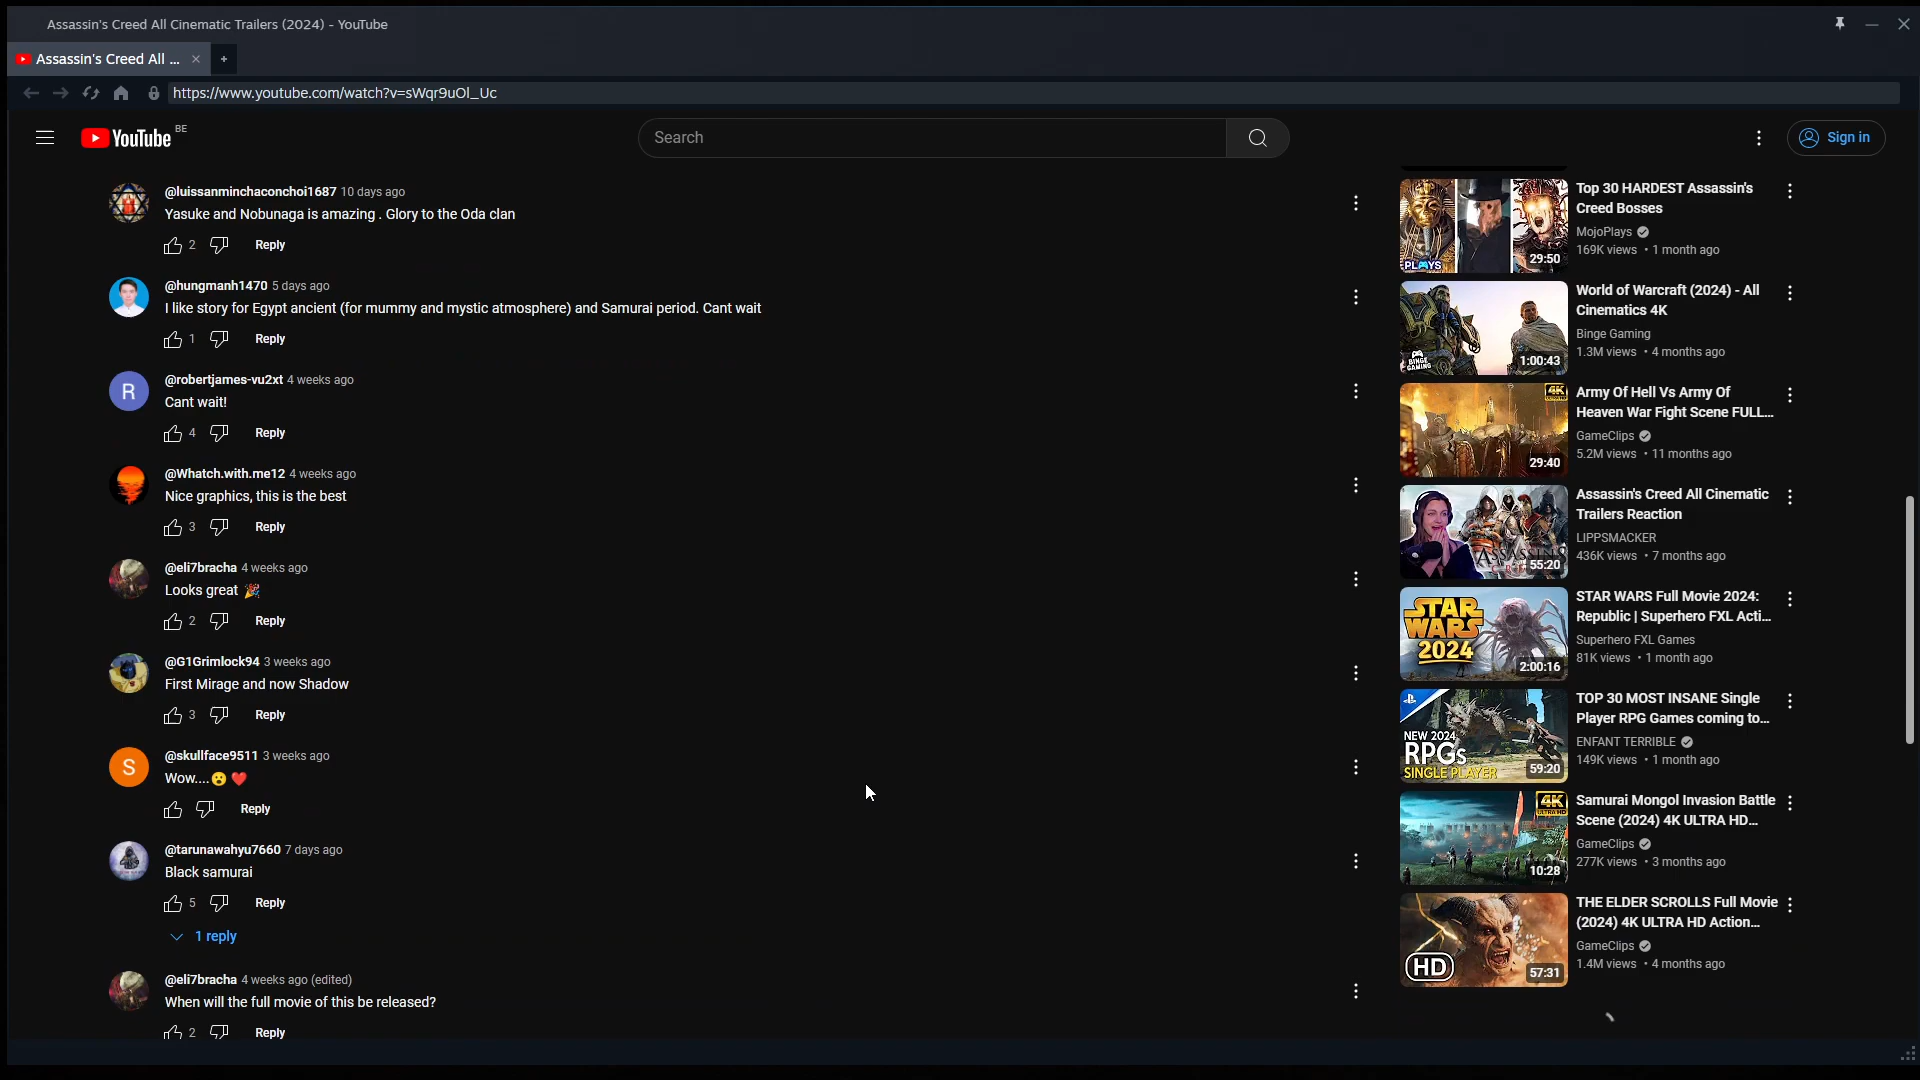 Assassin's Creed All Cinematic Trailers (2024) - YouTube
Assassin's Creed All ...
https://www.youtube.com/watch?v=sWqr9uOl_Uc
YouTube BE
Search
Sign in
@luissanminchaconchoi1687 10 days ago
Yasuke and Nobunaga is amazing . Glory to the Oda clan
2 Reply
@hungmanh1470 5 days ago
I like story for Egypt ancient (for mummy and mystic atmosphere) and Samurai period. Cant wait
1 Reply
R
@robertjames-vu2xt 4 weeks ago
Cant wait!
4 Reply
@Whatch.with.me12 4 weeks ago
Nice graphics, this is the best
3 Reply
@eli7bracha 4 weeks ago
Looks great 🎉
2 Reply
@G1Grimlock94 3 weeks ago
First Mirage and now Shadow
3 Reply
S
@skullface9511 3 weeks ago
Wow....😮 ❤️
Reply
@tarunawahyu7660 7 days ago
Black samurai
5 Reply
1 reply
@eli7bracha 4 weeks ago (edited)
When will the full movie of this be released?
2 Reply
PLAYS
29:50
Top 30 HARDEST Assassin's
Creed Bosses
MojoPlays
169K views • 1 month ago
BINGE
GAMING
1:00:43
World of Warcraft (2024) - All
Cinematics 4K
Binge Gaming
1.3M views • 4 months ago
4K
29:40
Army Of Hell Vs Army Of
Heaven War Fight Scene FULL...
GameClips
5.2M views • 11 months ago
ASSASSINS
55:20
Assassin's Creed All Cinematic
Trailers Reaction
LIPPSMACKER
436K views • 7 months ago
STAR
WARS
2024
2:00:16
STAR WARS Full Movie 2024:
Republic | Superhero FXL Acti...
Superhero FXL Games
81K views • 1 month ago
NEW 2024
RPGs
SINGLE PLAYER
59:20
TOP 30 MOST INSANE Single
Player RPG Games coming to...
ENFANT TERRIBLE
149K views • 1 month ago
4K
ULTRA HD
10:28
Samurai Mongol Invasion Battle
Scene (2024) 4K ULTRA HD...
GameClips
277K views • 3 months ago
HD
57:31
THE ELDER SCROLLS Full Movie
(2024) 4K ULTRA HD Action...
GameClips
1.4M views • 4 months ago